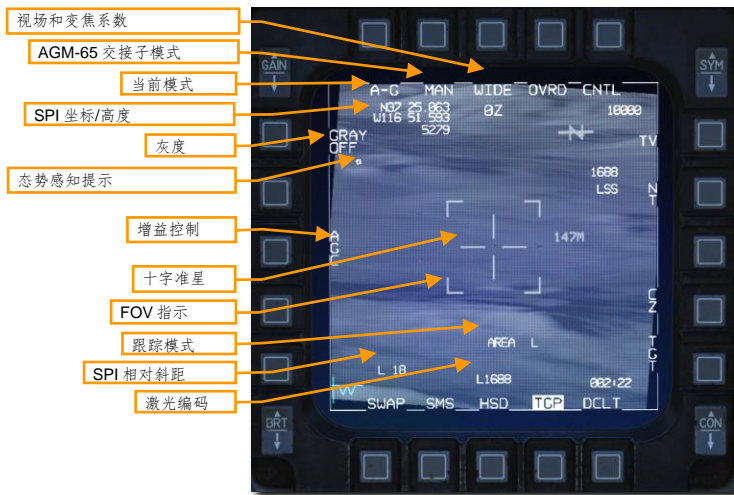 视场和变焦系数
AGM-65 交接子模式
当前模式
SPI 坐标/高度
灰度
态势感知提示
增益控制
十字准星
FOV 指示
跟踪模式
SPI 相对斜距
激光编码
GAIN
SYM
A-G MAN WIDE OVRD CNTL
N37 25.063
W116 51.593
5279
0Z
10000
GRAY
OFF
TV
1688
LSS
N
T
A
G
C
147M
C
Z
AREA L
T
G
T
L 18
L1688
002:22
SWAP SMS HSD TGP DCLT
BRT
CON